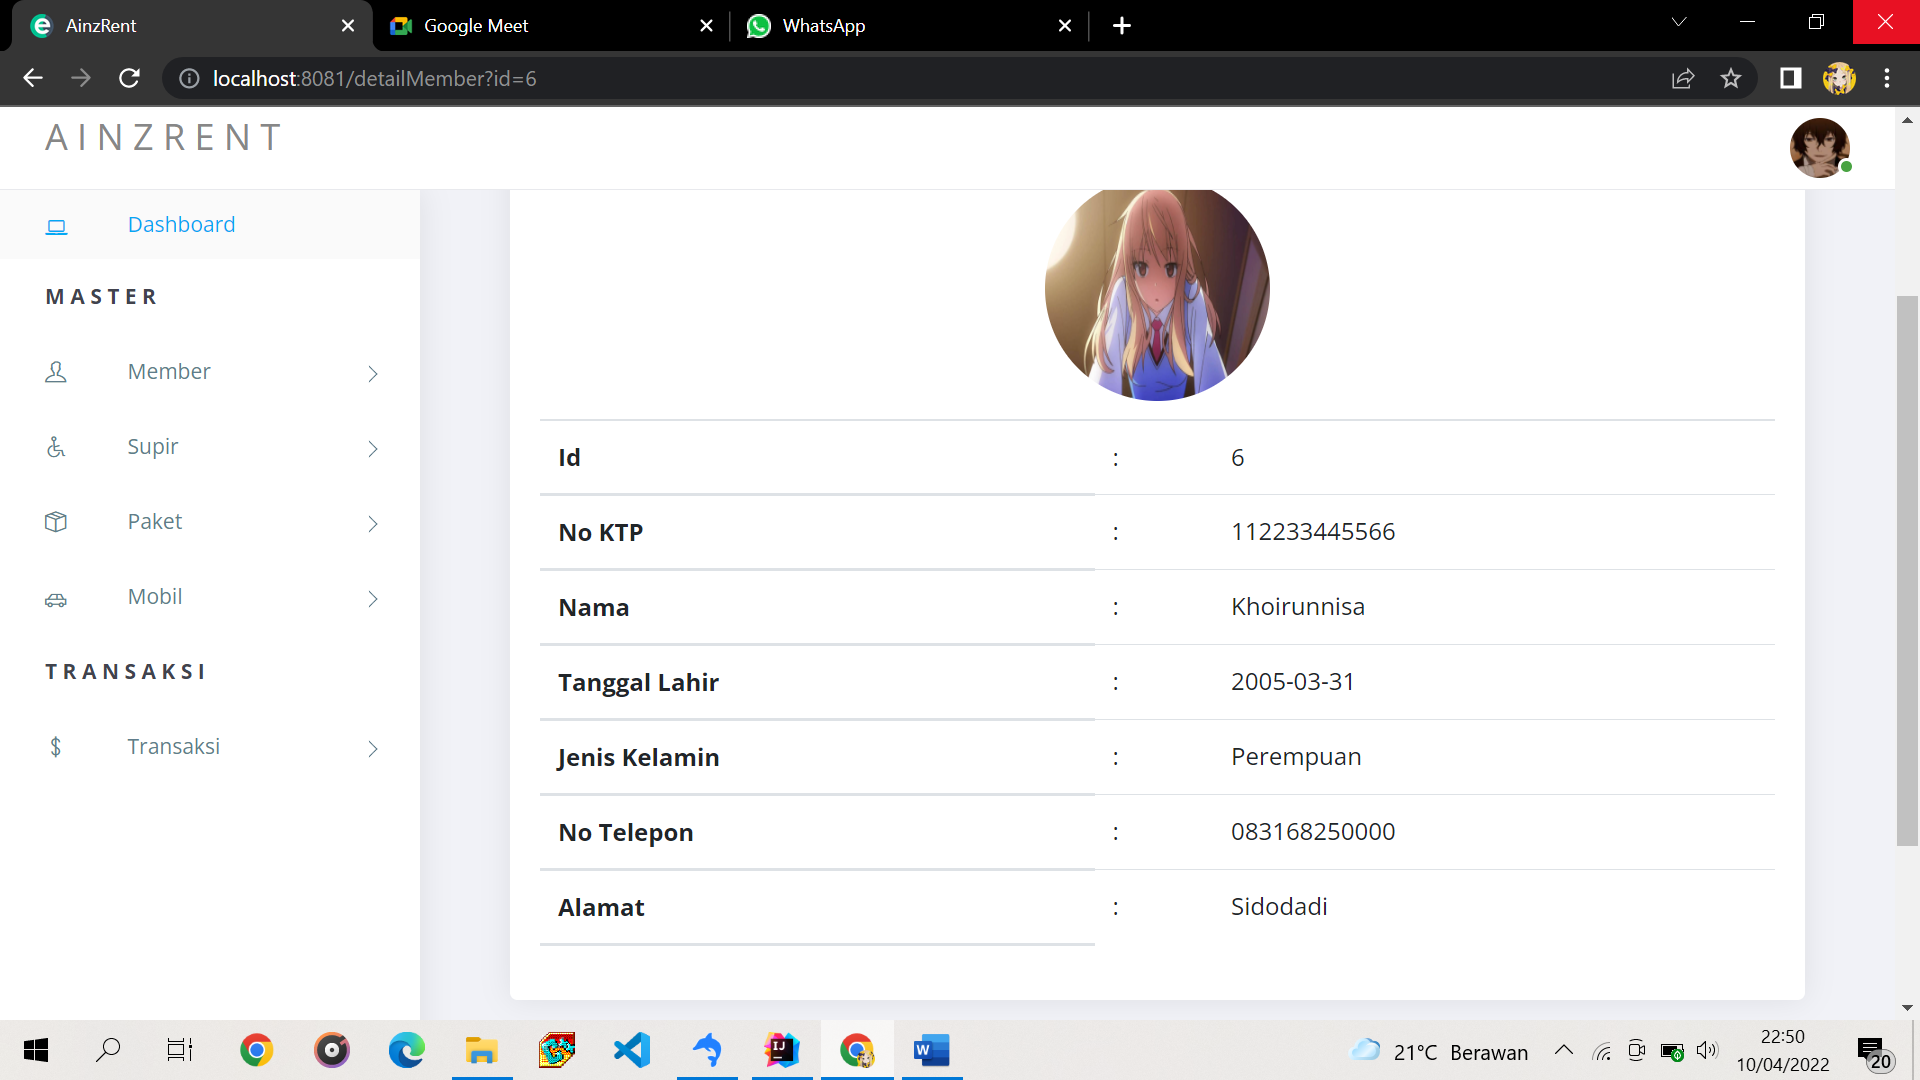 AinzRent
Google Meet
WhatsApp
localhost:8081/detailMember?id=6
AINZRENT
Dashboard
MASTER
Member
Supir
Paket
Mobil
TRANSAKSI
Transaksi
Id : 6
No KTP : 112233445566
Nama : Khoirunnisa
Tanggal Lahir : 2005-03-31
Jenis Kelamin : Perempuan
No Telepon : 083168250000
Alamat : Sidodadi
21°C Berawan
22:50
10/04/2022
20